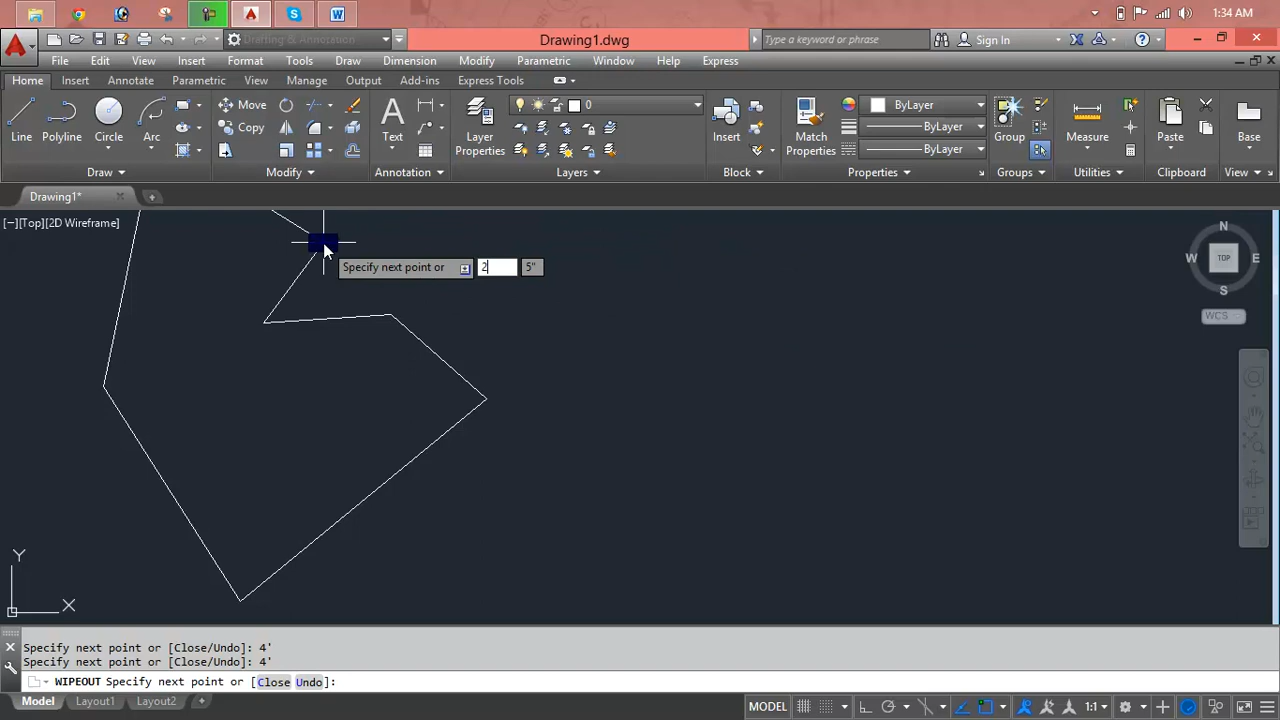 1:34 AM
Drafting & Annotation
Drawing1.dwg
Type a keyword or phrase
Sign In
File Edit View Insert Format Tools Draw Dimension Modify Parametric Window Help Express
Home Insert Annotate Parametric View Manage Output Add-ins Express Tools
Line Polyline Circle Arc
Move
Copy
Text
Layer Properties
0
Insert
Match Properties
ByLayer
ByLayer
ByLayer
Group
Measure
Paste
Base
Draw Modify Annotation Layers Block Properties Groups Utilities Clipboard View
Drawing1*
[−][Top][2D Wireframe]
N
W TOP E
S
WCS
Specify next point or 2 5"
Y
X
Specify next point or [Close/Undo]: 4'
Specify next point or [Close/Undo]: 4'
WIPEOUT Specify next point or [Close Undo]:
Model Layout1 Layout2 +
MODEL 1:1